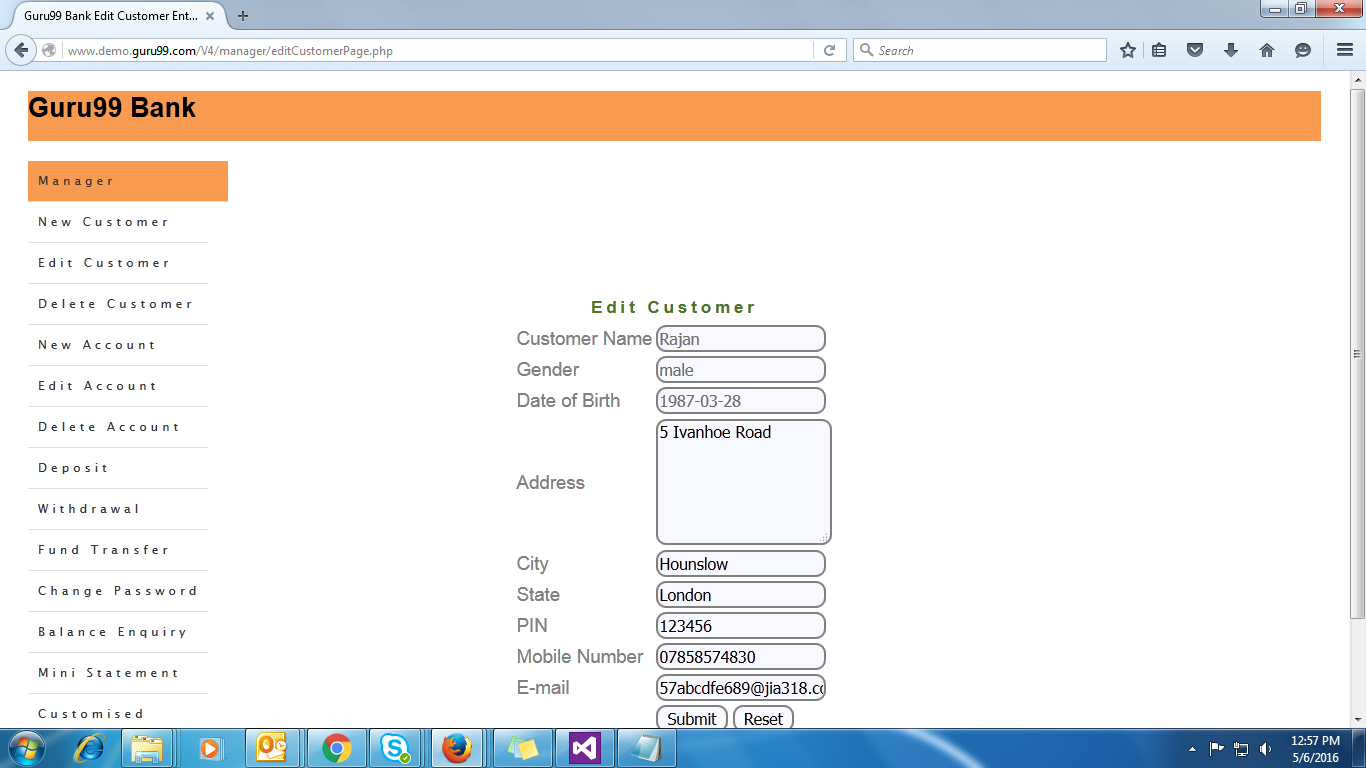 Guru99 Bank Edit Customer Ent...
www.demo.guru99.com/V4/manager/editCustomerPage.php
Search
Guru99 Bank
Manager
New Customer
Edit Customer
Delete Customer
New Account
Edit Account
Delete Account
Deposit
Withdrawal
Fund Transfer
Change Password
Balance Enquiry
Mini Statement
Customised
Edit Customer
Customer Name Rajan
Gender male
Date of Birth 1987-03-28
Address 5 Ivanhoe Road
City Hounslow
State London
PIN 123456
Mobile Number 07858574830
E-mail 57abcdfe689@jia318.co
Submit Reset
12:57 PM
5/6/2016